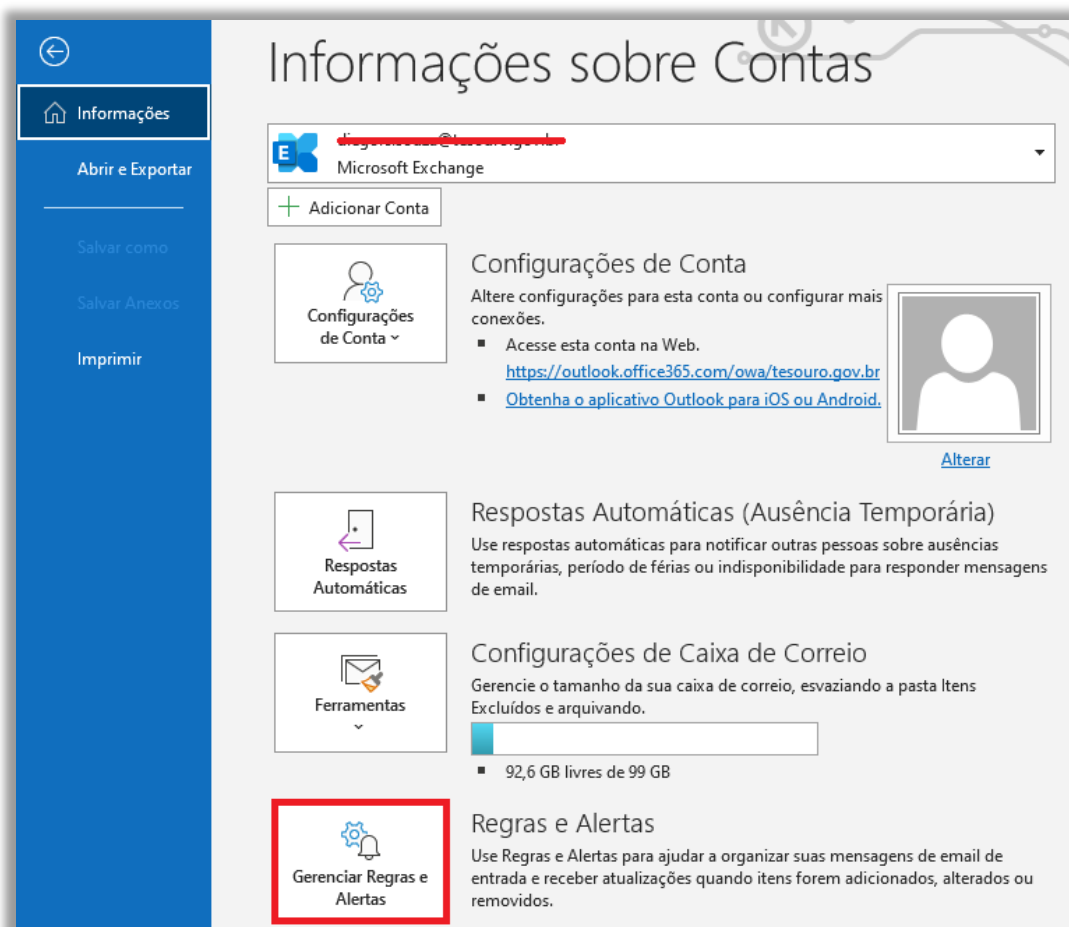 Informações sobre Contas
Informações
Abrir e Exportar
Salvar como
Salvar Anexos
Imprimir
E
Microsoft Exchange
Adicionar Conta
Configurações
de Conta
Configurações de Conta
Altere configurações para esta conta ou configurar mais
conexões.
Acesse esta conta na Web.
https://outlook.office365.com/owa/tesouro.gov.br
Obtenha o aplicativo Outlook para iOS ou Android.
Alterar
Respostas
Automáticas
Respostas Automáticas (Ausência Temporária)
Use respostas automáticas para notificar outras pessoas sobre ausências
temporárias, período de férias ou indisponibilidade para responder mensagens
de email.
Ferramentas
Configurações de Caixa de Correio
Gerencie o tamanho da sua caixa de correio, esvaziando a pasta Itens
Excluídos e arquivando.
92,6 GB livres de 99 GB
Gerenciar Regras e
Alertas
Regras e Alertas
Use Regras e Alertas para ajudar a organizar suas mensagens de email de
entrada e receber atualizações quando itens forem adicionados, alterados ou
removidos.